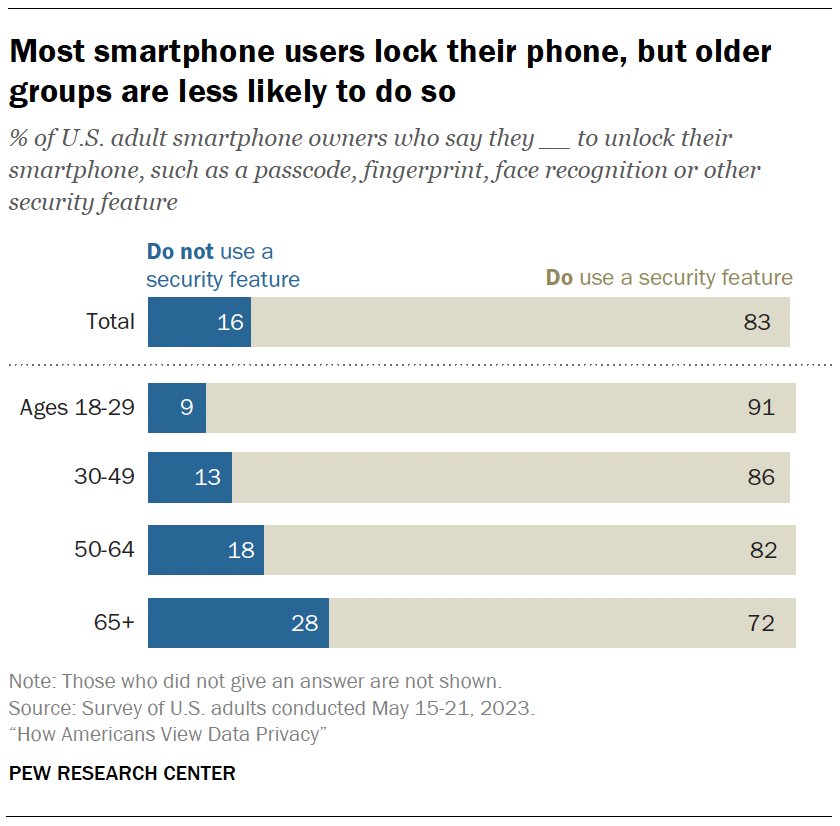 Most smartphone users lock their phone, but older
groups are less likely to do so
% of U.S. adult smartphone owners who say they __ to unlock their
smartphone, such as a passcode, fingerprint, face recognition or other
security feature
Do not use a
security feature
Do use a security feature
Total 16 83
Ages 18-29 9 91
30-49 13 86
50-64 18 82
65+ 28 72
Note: Those who did not give an answer are not shown.
Source: Survey of U.S. adults conducted May 15-21, 2023.
“How Americans View Data Privacy”
PEW RESEARCH CENTER